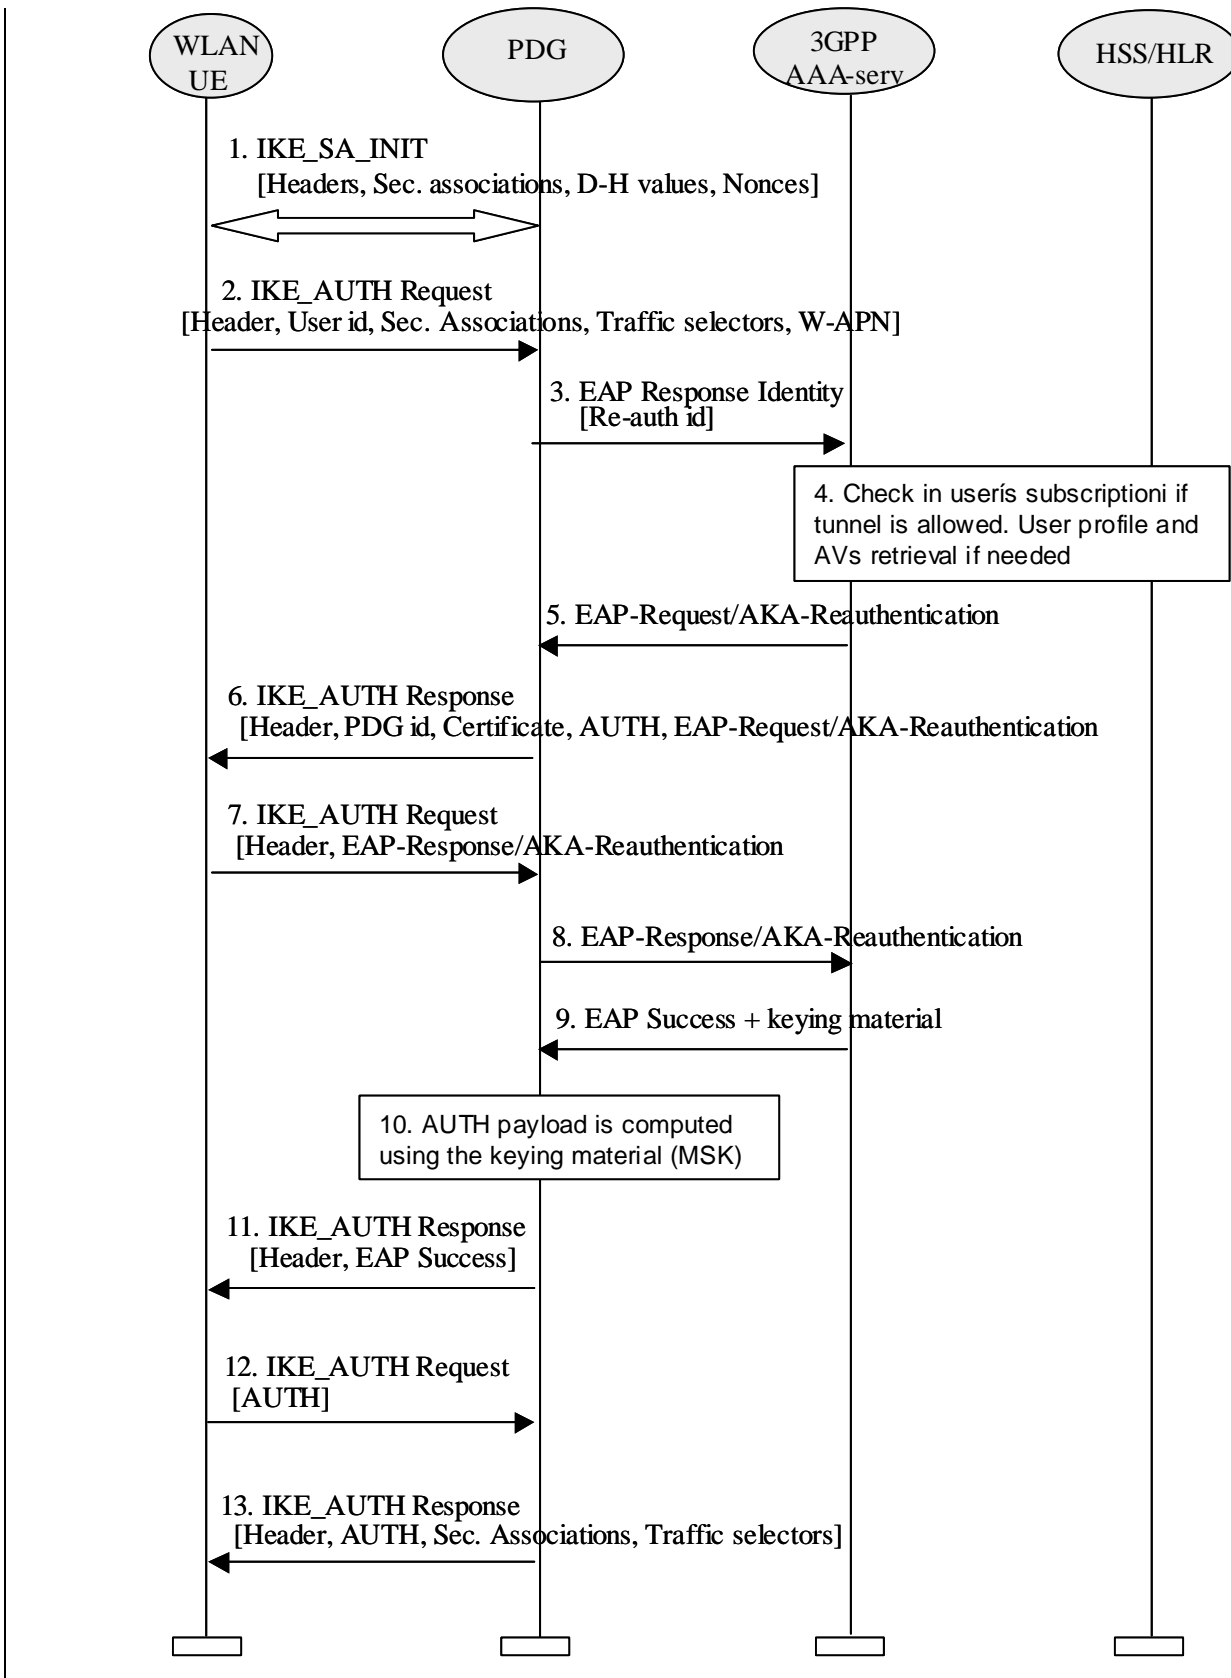 WLAN
UE
PDG
3GPP
AAA-serv
HSS/HLR
1. IKE_SA_INIT
[Headers, Sec. associations, D-H values, Nonces]
2. IKE_AUTH Request
[Header, User id, Sec. Associations, Traffic selectors, W-APN]
3. EAP Response Identity
[Re-auth id]
4. Check in userís subscriptioni if
tunnel is allowed. User profile and
AVs retrieval if needed
5. EAP-Request/AKA-Reauthentication
6. IKE_AUTH Response
[Header, PDG id, Certificate, AUTH, EAP-Request/AKA-Reauthentication
7. IKE_AUTH Request
[Header, EAP-Response/AKA-Reauthentication
8. EAP-Response/AKA-Reauthentication
9. EAP Success + keying material
10. AUTH payload is computed
using the keying material (MSK)
11. IKE_AUTH Response
[Header, EAP Success]
12. IKE_AUTH Request
[AUTH]
13. IKE_AUTH Response
[Header, AUTH, Sec. Associations, Traffic selectors]